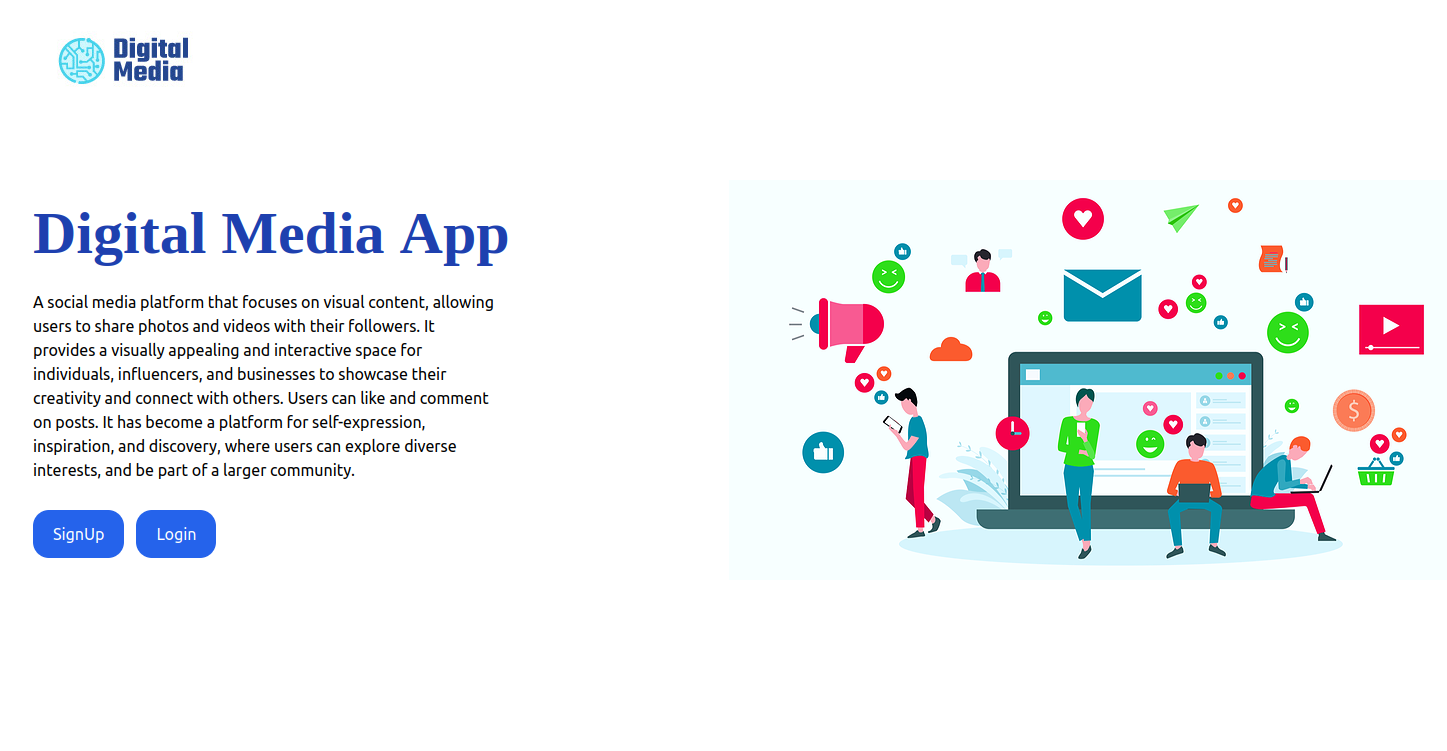 Digital
Media
Digital Media App
A social media platform that focuses on visual content, allowing
users to share photos and videos with their followers. It
provides a visually appealing and interactive space for
individuals, influencers, and businesses to showcase their
creativity and connect with others. Users can like and comment
on posts. It has become a platform for self-expression,
inspiration, and discovery, where users can explore diverse
interests, and be part of a larger community.
SignUp
Login
$